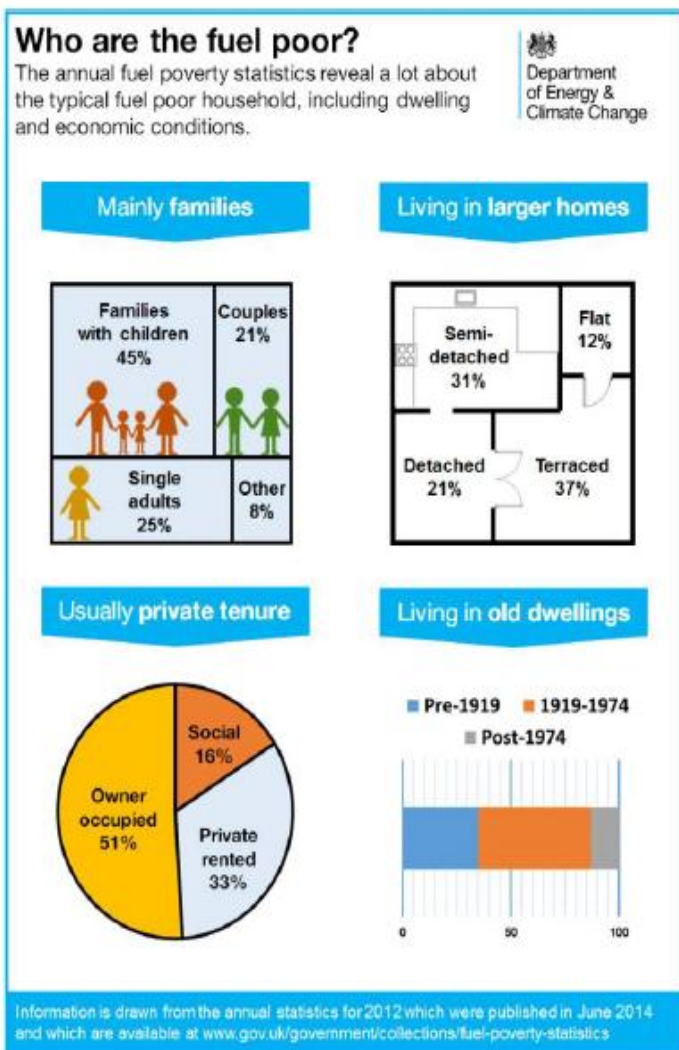 Who are the fuel poor?
The annual fuel poverty statistics reveal a lot about
the typical fuel poor household, including dwelling
and economic conditions.
Department
of Energy &
Climate Change
Mainly families
Families
with children
45%
Couples
21%
Single
adults
25%
Other
8%
Living in larger homes
Semi-
detached
31%
Flat
12%
Detached
21%
Terraced
37%
Usually private tenure
Social
16%
Owner
occupied
51%
Private
rented
33%
Living in old dwellings
Pre-1919 1919-1974
Post-1974
0 50 100
Information is drawn from the annual statistics for 2012 which were published in June 2014
and which are available at www.gov.uk/government/collections/fuel-poverty-statistics